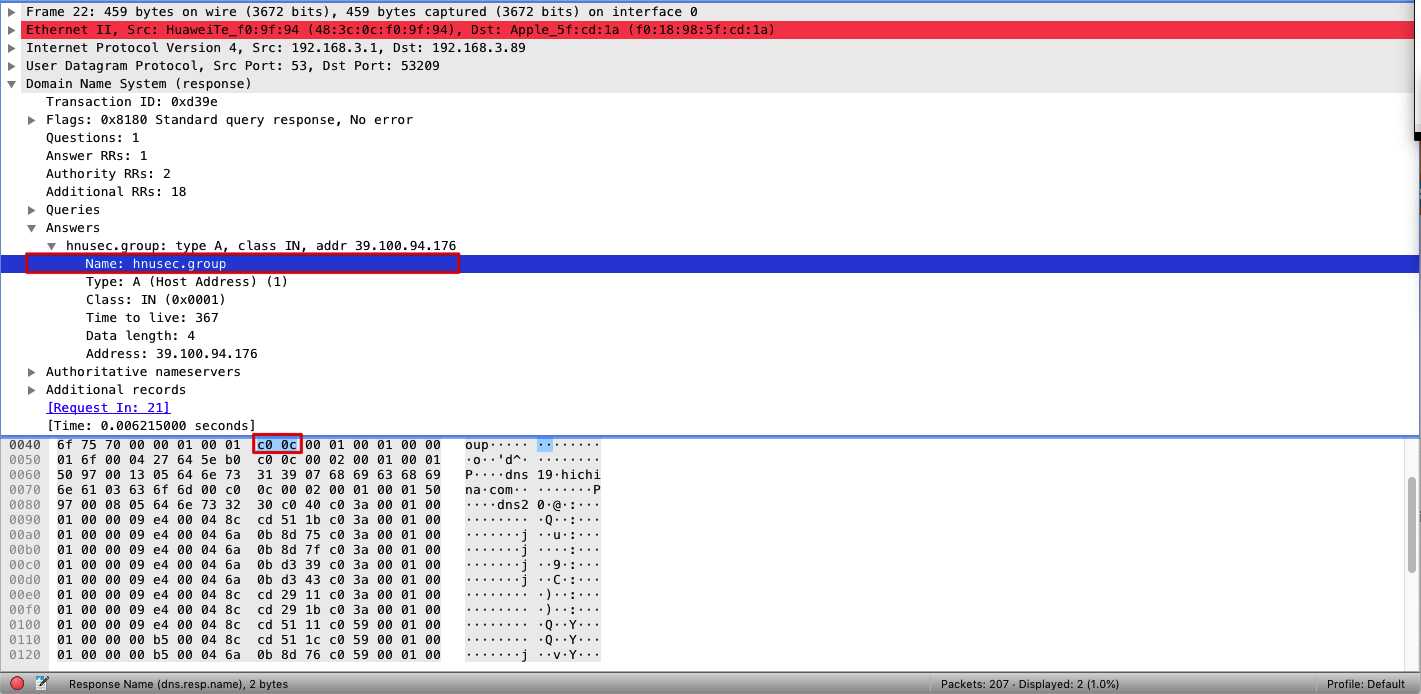 Frame 22: 459 bytes on wire (3672 bits), 459 bytes captured (3672 bits) on interface 0
Ethernet II, Src: HuaweiTe_f0:9f:94 (48:3c:0c:f0:9f:94), Dst: Apple_5f:cd:1a (f0:18:98:5f:cd:1a)
Internet Protocol Version 4, Src: 192.168.3.1, Dst: 192.168.3.89
User Datagram Protocol, Src Port: 53, Dst Port: 53209
Domain Name System (response)
Transaction ID: 0xd39e
Flags: 0x8180 Standard query response, No error
Questions: 1
Answer RRs: 1
Authority RRs: 2
Additional RRs: 18
Queries
Answers
hnusec.group: type A, class IN, addr 39.100.94.176
Name: hnusec.group
Type: A (Host Address) (1)
Class: IN (0x0001)
Time to live: 367
Data length: 4
Address: 39.100.94.176
Authoritative nameservers
Additional records
[Request In: 21]
[Time: 0.006215000 seconds]
0040 6f 75 70 00 00 01 00 01 c0 0c 00 01 00 01 00 00 oup····· ········
0050 01 6f 00 04 27 64 5e b0 c0 0c 00 02 00 01 00 01 ·o··'d^· ········
0060 50 97 00 13 05 64 6e 73 31 39 07 68 69 63 68 69 P····dns 19·hichi
0070 6e 61 03 63 6f 6d 00 c0 0c 00 02 00 01 00 01 50 na·com·· ·······P
0080 97 00 08 05 64 6e 73 32 30 c0 40 c0 3a 00 01 00 ····dns2 0·@·:···
0090 01 00 00 09 e4 00 04 8c cd 51 1b c0 3a 00 01 00 ········ ·Q··:···
00a0 01 00 00 09 e4 00 04 6a 0b 8d 75 c0 3a 00 01 00 ·······j ··u·:···
00b0 01 00 00 09 e4 00 04 6a 0b 8d 7f c0 3a 00 01 00 ·······j ····:···
00c0 01 00 00 09 e4 00 04 6a 0b d3 39 c0 3a 00 01 00 ·······j ··9·:···
00d0 01 00 00 09 e4 00 04 6a 0b d3 43 c0 3a 00 01 00 ·······j ··C·:···
00e0 01 00 00 09 e4 00 04 8c cd 29 11 c0 3a 00 01 00 ········ ·)··:···
00f0 01 00 00 09 e4 00 04 8c cd 29 1b c0 3a 00 01 00 ········ ·)··:···
0100 01 00 00 09 e4 00 04 8c cd 51 11 c0 59 00 01 00 ········ ·Q··Y···
0110 01 00 00 00 b5 00 04 8c cd 51 1c c0 59 00 01 00 ········ ·Q··Y···
0120 01 00 00 00 b5 00 04 6a 0b 8d 76 c0 59 00 01 00 ·······j ··v·Y···
Response Name (dns.resp.name), 2 bytes Packets: 207 · Displayed: 2 (1.0%) Profile: Default